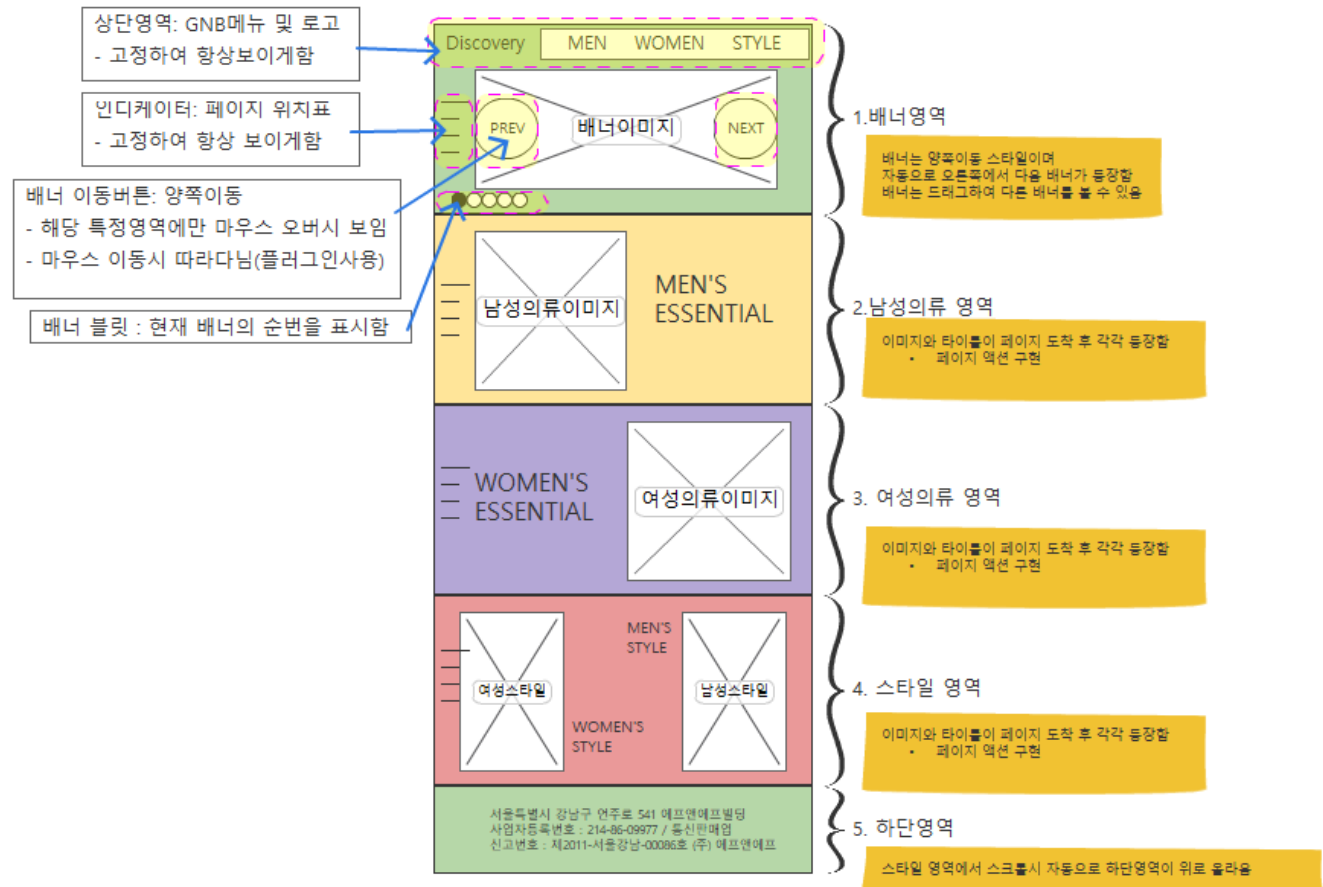 상단영역: GNB메뉴 및 로고
- 고정하여 항상보이게함
인디케이터: 페이지 위치표
- 고정하여 항상 보이게함
배너 이동버튼: 양쪽이동
- 해당 특정영역에만 마우스 오버시 보임
- 마우스 이동시 따라다님(플러그인사용)
배너 블릿 : 현재 배너의 순번을 표시함
Discovery
MEN WOMEN STYLE
PREV
배너이미지
NEXT
남성의류이미지
MEN'S
ESSENTIAL
WOMEN'S
ESSENTIAL
여성의류이미지
여성스타일
MEN'S
STYLE
WOMEN'S
STYLE
남성스타일
서울특별시 강남구 언주로 541 에프앤에프빌딩
사업자등록번호 : 214-86-09977 / 통신판매업
신고번호 : 제2011-서울강남-00086호 (주) 에프앤에프
1.배너영역
배너는 양쪽이동 스타일이며
자동으로 오른쪽에서 다음 배너가 등장함
배너는 드래그하여 다른 배너를 볼 수 있음
2.남성의류 영역
이미지와 타이틀이 페이지 도착 후 각각 등장함
• 페이지 액션 구현
3. 여성의류 영역
이미지와 타이틀이 페이지 도착 후 각각 등장함
• 페이지 액션 구현
4. 스타일 영역
이미지와 타이틀이 페이지 도착 후 각각 등장함
• 페이지 액션 구현
5. 하단영역
스타일 영역에서 스크롤시 자동으로 하단영역이 위로 올라옴